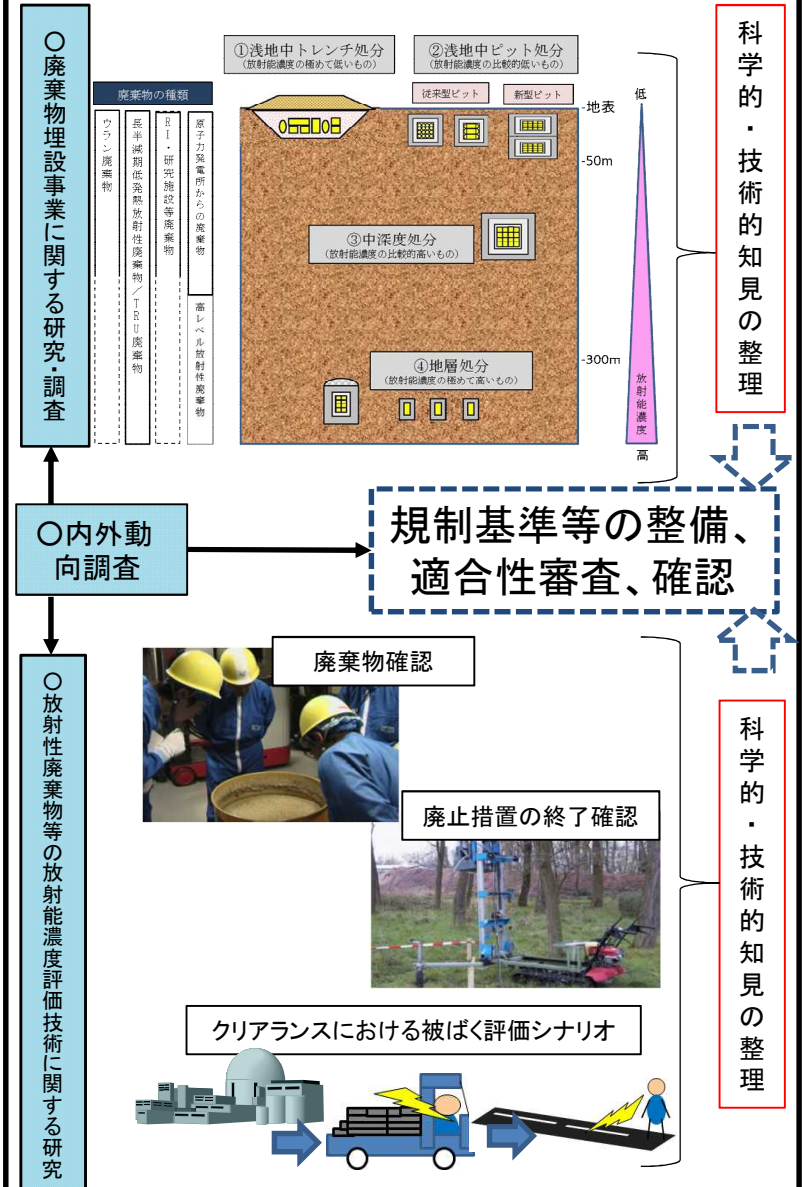 〇廃棄物埋設事業に関する研究・調査
①浅地中トレンチ処分
(放射能濃度の極めて低いもの)
②浅地中ピット処分
(放射能濃度の比較的低いもの)
従来型ピット
新型ピット
廃棄物の種類
ウラン廃棄物
長半減期低発熱放射性廃棄物／TRU廃棄物
RI・研究施設等廃棄物
原子力発電所からの廃棄物
高レベル放射性廃棄物
-地表
-50m
③中深度処分
(放射能濃度の比較的高いもの)
-300m
④地層処分
(放射能濃度の極めて高いもの)
低
放射能濃度
高
科学的・技術的知見の整理
〇内外動
向調査
規制基準等の整備、
適合性審査、確認
〇放射性廃棄物等の放射能濃度評価技術に関する研究
廃棄物確認
廃止措置の終了確認
クリアランスにおける被ばく評価シナリオ
科学的・技術的知見の整理